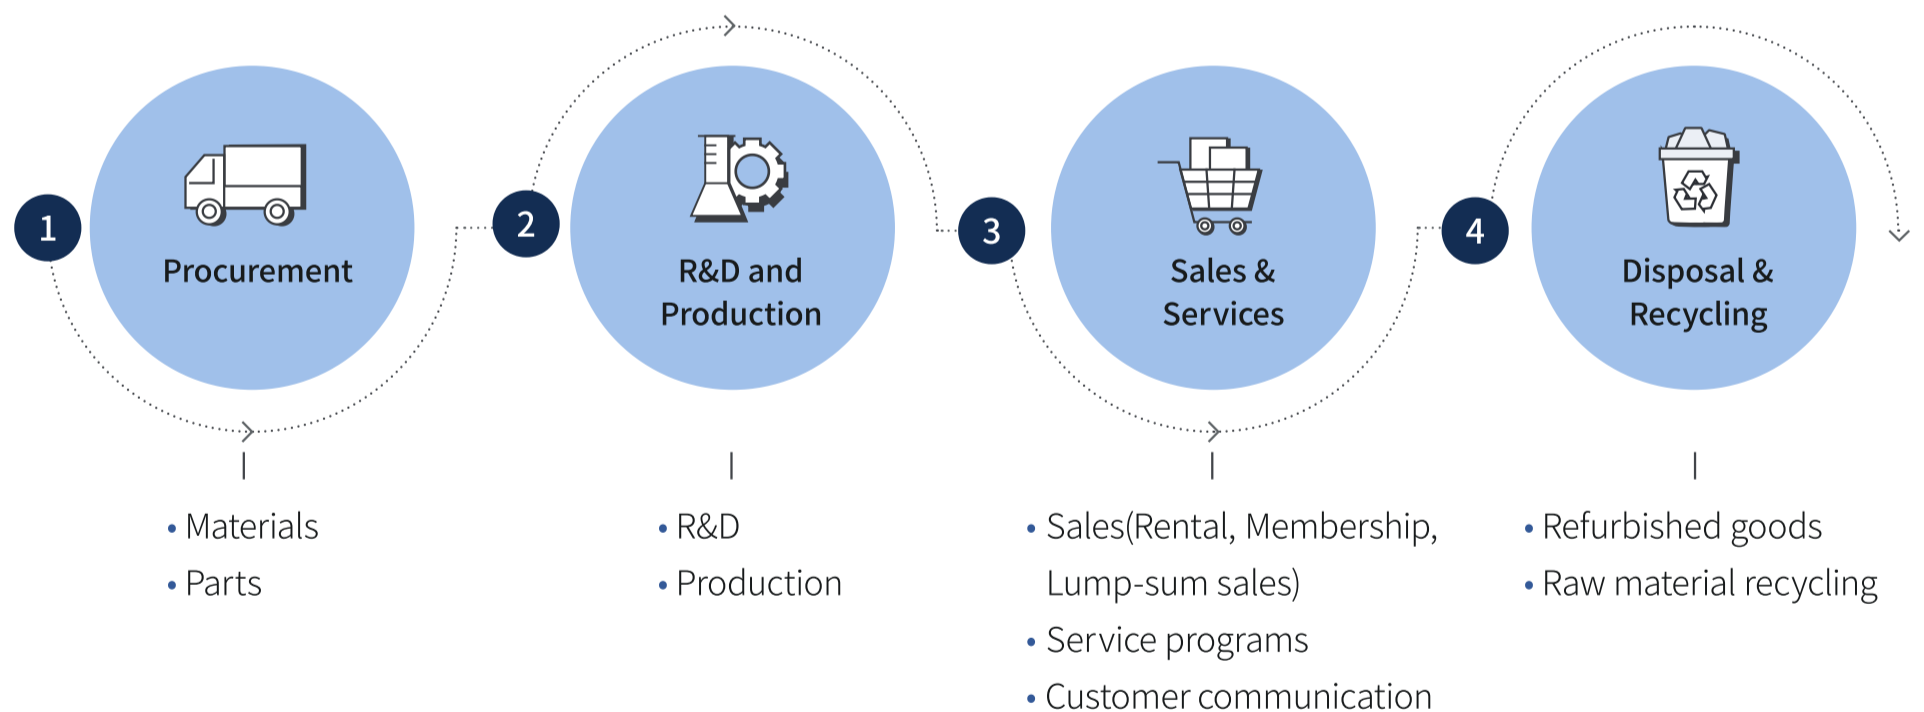 1
Procurement
• Materials
• Parts
2
R&D and
Production
• R&D
• Production
3
Sales &
Services
• Sales(Rental, Membership,
Lump-sum sales)
• Service programs
• Customer communication
4
Disposal &
Recycling
• Refurbished goods
• Raw material recycling